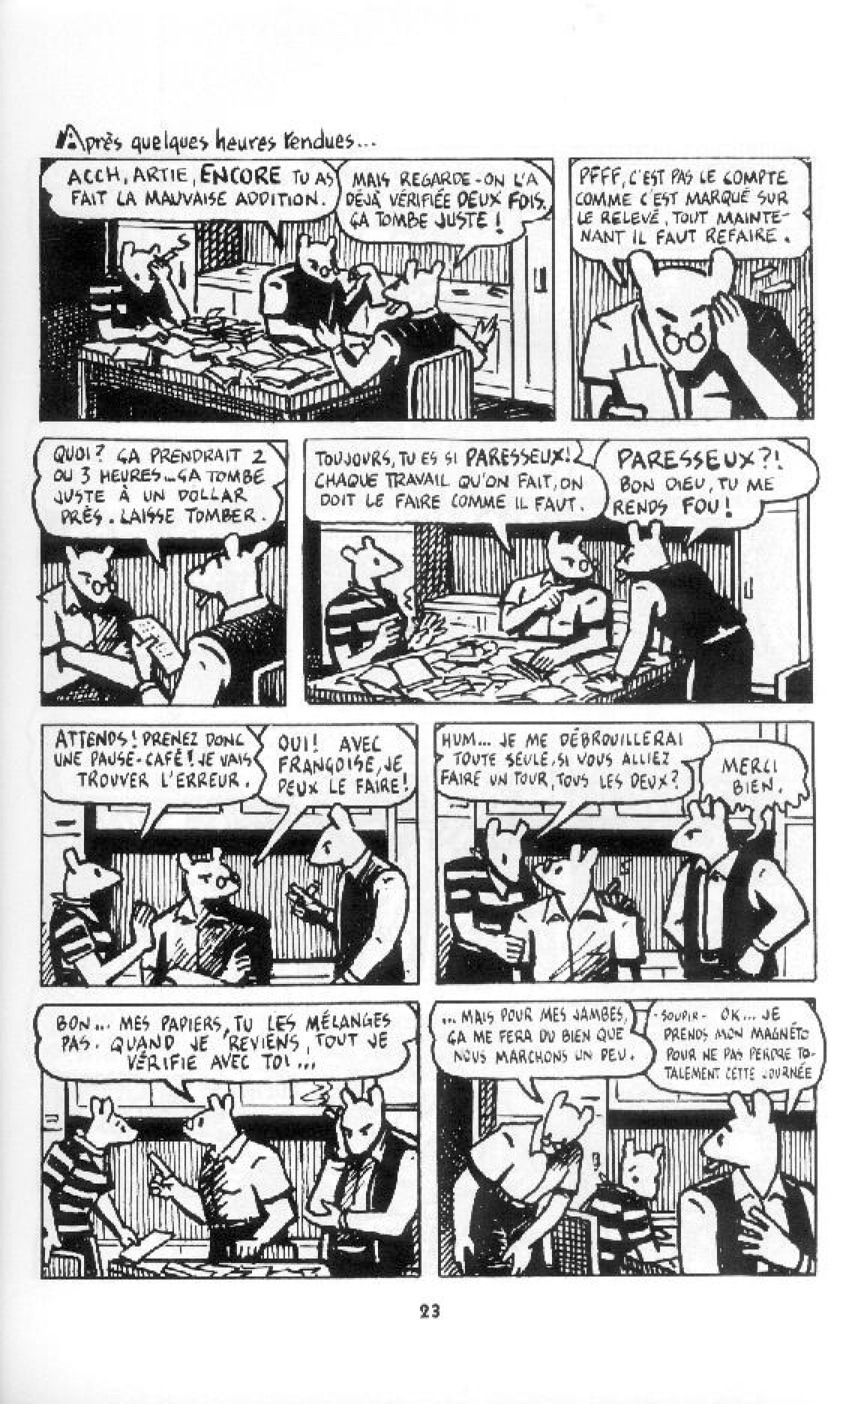 Après quelques heures tendues...
ACCH, ARTIE, ENCORE TU AS
FAIT LA MAUVAISE ADDITION.
MAIS REGARDE - ON L'A
DÉJÀ VÉRIFIÉE DEUX FOIS.
ÇA TOMBE JUSTE !
PFFF, C'EST PAS LE COMPTE
COMME C'EST MARQUÉ SUR
LE RELEVÉ, TOUT MAINTE-
NANT IL FAUT REFAIRE.
QUOI ? ÇA PRENDRAIT 2
OU 3 HEURES... ÇA TOMBE
JUSTE À UN DOLLAR
PRÈS. LAISSE TOMBER.
TOUJOURS, TU ES SI PARESSEUX !
CHAQUE TRAVAIL QU'ON FAIT, ON
DOIT LE FAIRE COMME IL FAUT.
PARESSEUX ?!
BON DIEU, TU ME
RENDS FOU !
ATTENDS ! PRENEZ DONC
UNE PAUSE-CAFÉ ! JE VAIS
TROUVER L'ERREUR.
OUI ! AVEC
FRANÇOISE, JE
PEUX LE FAIRE !
HUM... JE ME DÉBROUILLERAI
TOUTE SEULE, SI VOUS ALLIEZ
FAIRE UN TOUR, TOUS LES DEUX ?
MERCI
BIEN.
BON... MES PAPIERS, TU LES MÉLANGES
PAS. QUAND JE REVIENS, TOUT JE
VÉRIFIE AVEC TOI...
... MAIS POUR MES JAMBES,
ÇA ME FERA DU BIEN QUE
NOUS MARCHONS UN PEU.
-SOUPIR- OK... JE
PRENDS MON MAGNÉTO
POUR NE PAS PERDRE TO-
TALEMENT CETTE JOURNÉE
23